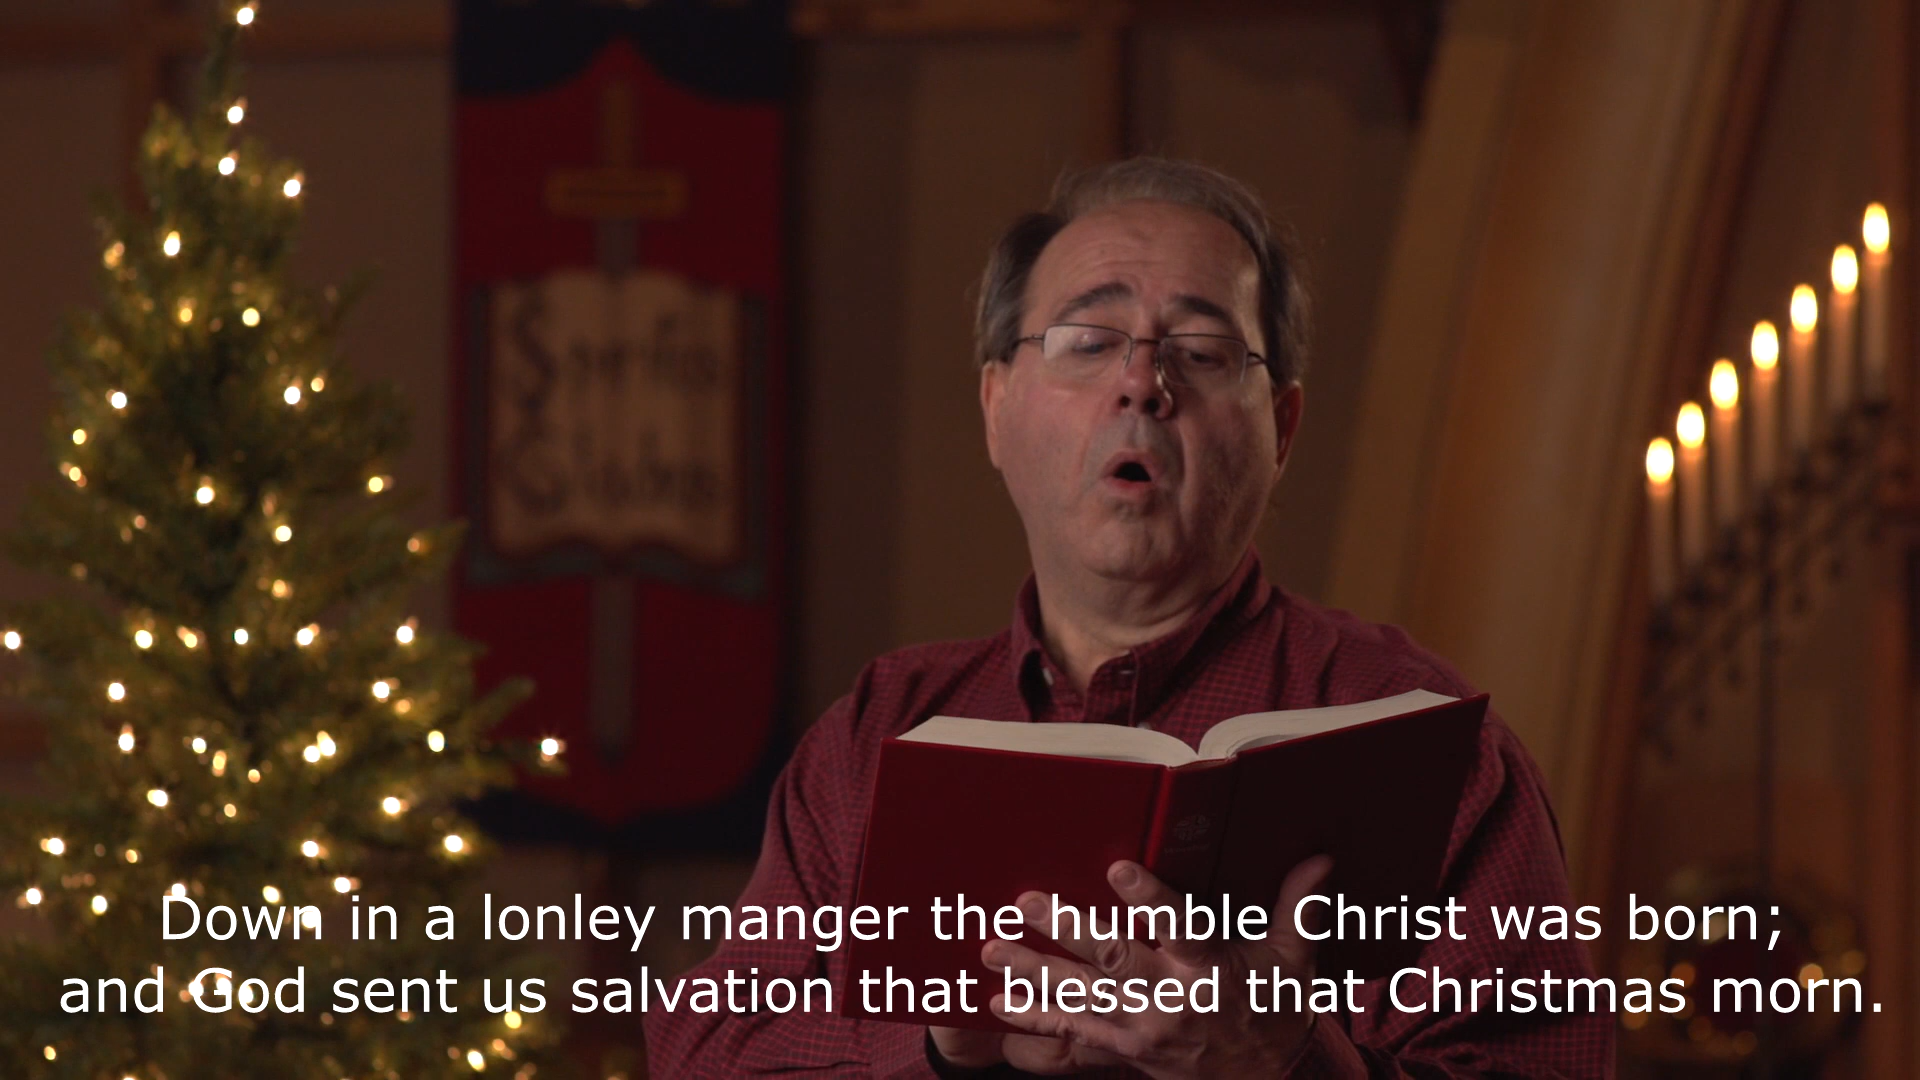 Down in a lonley manger the humble Christ was born;
and God sent us salvation that blessed that Christmas morn.